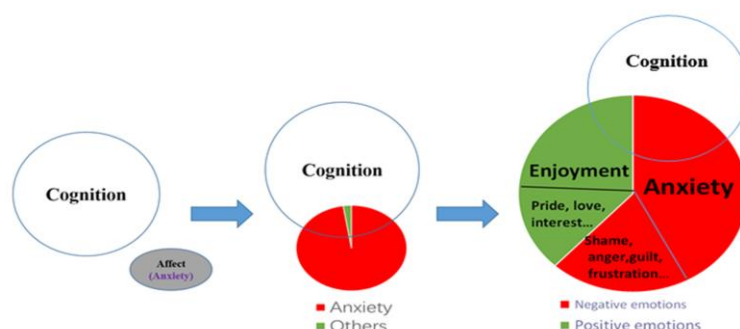 Cognition
Affect
(Anxiety)
Cognition
Anxiety
Others
Cognition
Enjoyment
Anxiety
Pride, love,
interest...
Shame,
anger,guilt,
frustration...
Negative emotions
Positive emotions